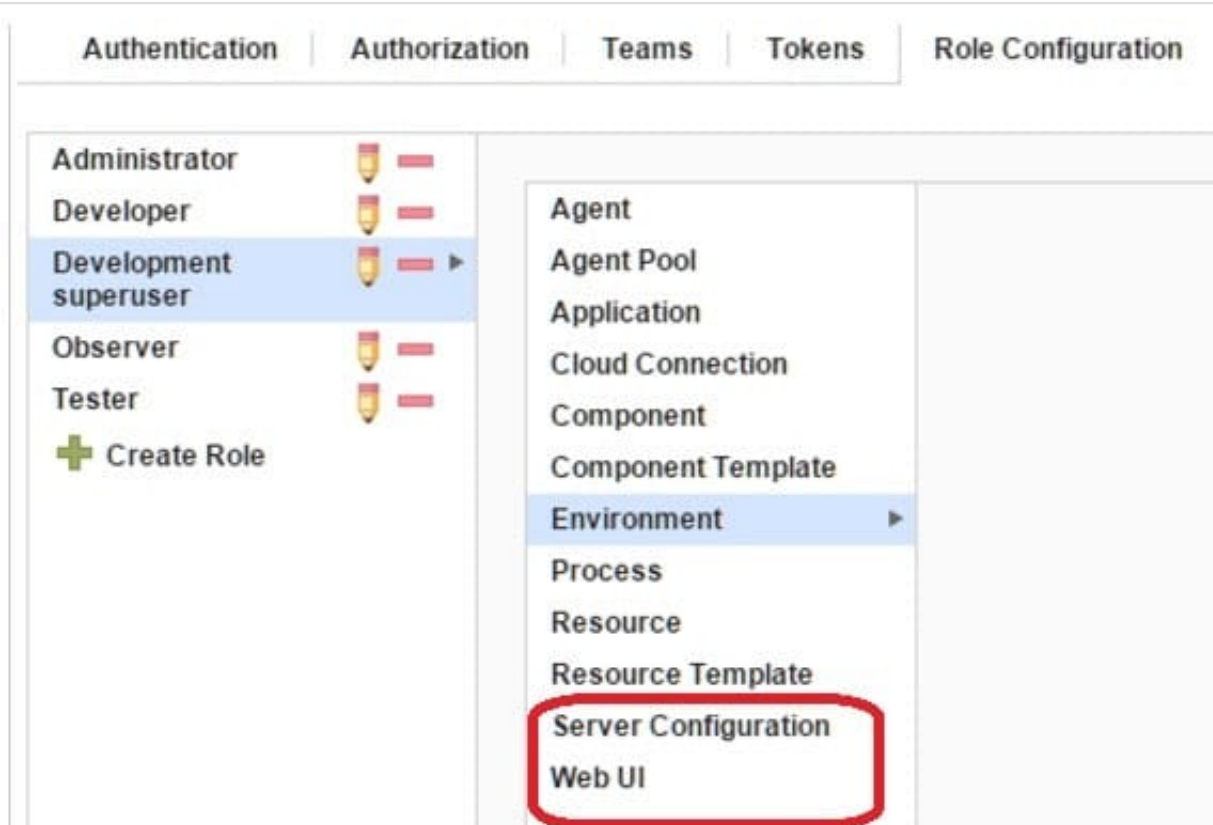 Authentication Authorization Teams Tokens Role Configuration
Administrator
Developer
Development
superuser
Observer
Tester
Create Role
Agent
Agent Pool
Application
Cloud Connection
Component
Component Template
Environment
Process
Resource
Resource Template
Server Configuration
Web UI